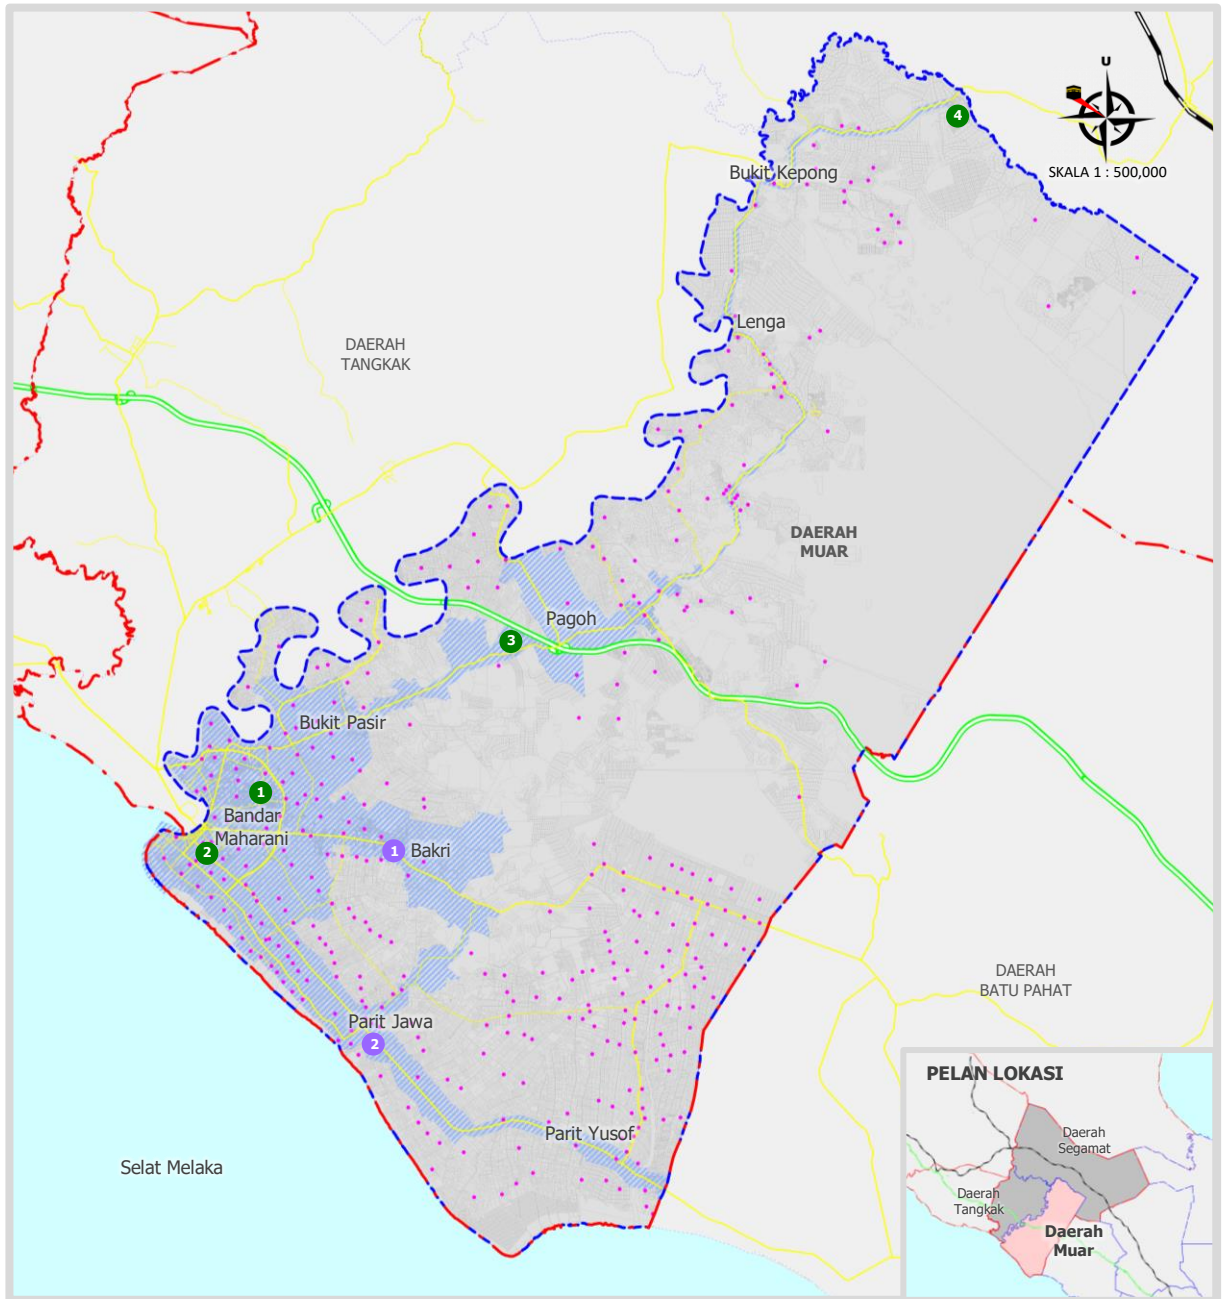 U
4
SKALA 1 : 500,000
Bukit Kepong
Lenga
DAERAH
TANGKAK
DAERAH
MUAR
Pagoh
3
Bukit Pasir
1
Bandar
Maharani
2
1
Bakri
DAERAH
BATU PAHAT
Parit Jawa
2
Parit Yusof
Selat Melaka
PELAN LOKASI
Daerah
Segamat
Daerah
Tangkak
Daerah
Muar